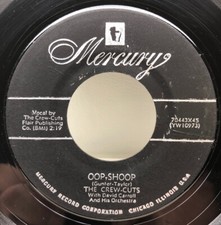 Mercury
Vocal by
The Crew-Cuts
Flair Publishing
Co. (BMI) 2:19
70443X45
(YW10973)
OOP-SHOOP
(Gunter-Taylor)
THE CREW-CUTS
With David Carroll
And His Orchestra
MERCURY RECORD CORPORATION CHICAGO, ILLINOIS U.S.A.